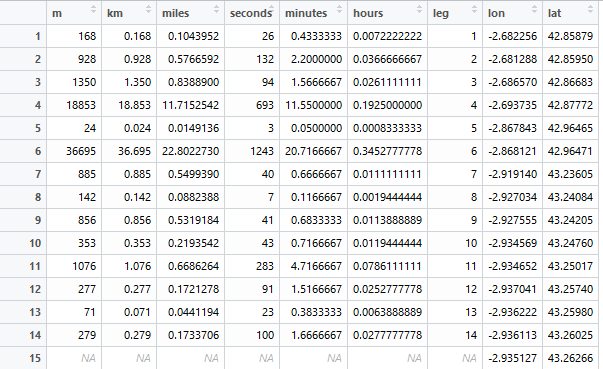 m km miles seconds minutes hours leg lon lat
1 168 0.168 0.1043952 26 0.4333333 0.0072222222 1 -2.682256 42.85879
2 928 0.928 0.5766592 132 2.2000000 0.0366666667 2 -2.681288 42.85950
3 1350 1.350 0.8388900 94 1.5666667 0.0261111111 3 -2.686570 42.86683
4 18853 18.853 11.7152542 693 11.5500000 0.1925000000 4 -2.693735 42.87772
5 24 0.024 0.0149136 3 0.0500000 0.0008333333 5 -2.867843 42.96465
6 36695 36.695 22.8022730 1243 20.7166667 0.3452777778 6 -2.868121 42.96471
7 885 0.885 0.5499390 40 0.6666667 0.0111111111 7 -2.919140 43.23605
8 142 0.142 0.0882388 7 0.1166667 0.0019444444 8 -2.927034 43.24084
9 856 0.856 0.5319184 41 0.6833333 0.0113888889 9 -2.927555 43.24205
10 353 0.353 0.2193542 43 0.7166667 0.0119444444 10 -2.934569 43.24760
11 1076 1.076 0.6686264 283 4.7166667 0.0786111111 11 -2.934652 43.25017
12 277 0.277 0.1721278 91 1.5166667 0.0252777778 12 -2.937041 43.25740
13 71 0.071 0.0441194 23 0.3833333 0.0063888889 13 -2.936222 43.25980
14 279 0.279 0.1733706 100 1.6666667 0.0277777778 14 -2.936113 43.26025
15 NA NA NA NA NA NA NA -2.935127 43.26266